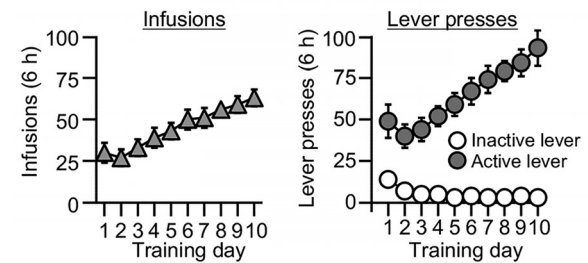 Infusions
Infusions (6 h)
100
75
50
25
0
1 2 3 4 5 6 7 8 9 10
Training day
Lever presses
Lever presses (6 h)
100
75
50
25
0
Inactive lever
Active lever
1 2 3 4 5 6 7 8 9 10
Training day